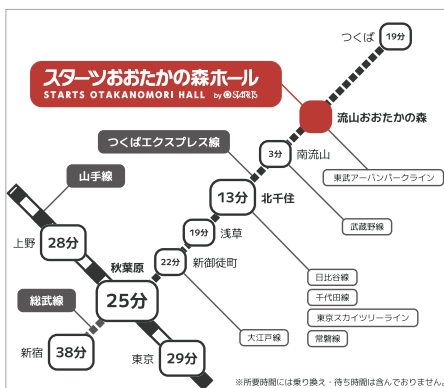 つくば
19分
スターツおおたかの森ホール
STARTS OTAKANOMORI HALL by STARTS
流山おおたかの森
つくばエクスプレス線
3分
南流山
東武アーバンパークライン
山手線
13分
北千住
武蔵野線
上野
28分
19分
浅草
秋葉原
22分
新御徒町
日比谷線
千代田線
総武線
25分
東京スカイツリーライン
大江戸線
常磐線
新宿
38分
東京
29分
※所要時間には乗り換え・待ち時間は含んでおりません。